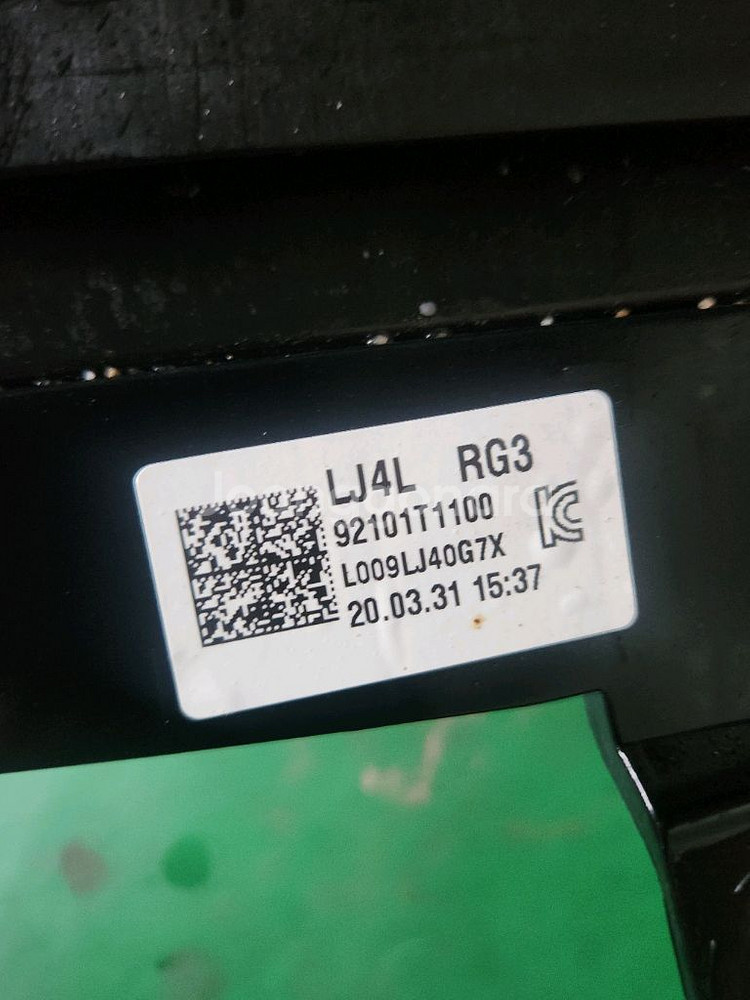 LJ4L RG3
92101T1100
L009LJ40G7X
20.03.31 15:37